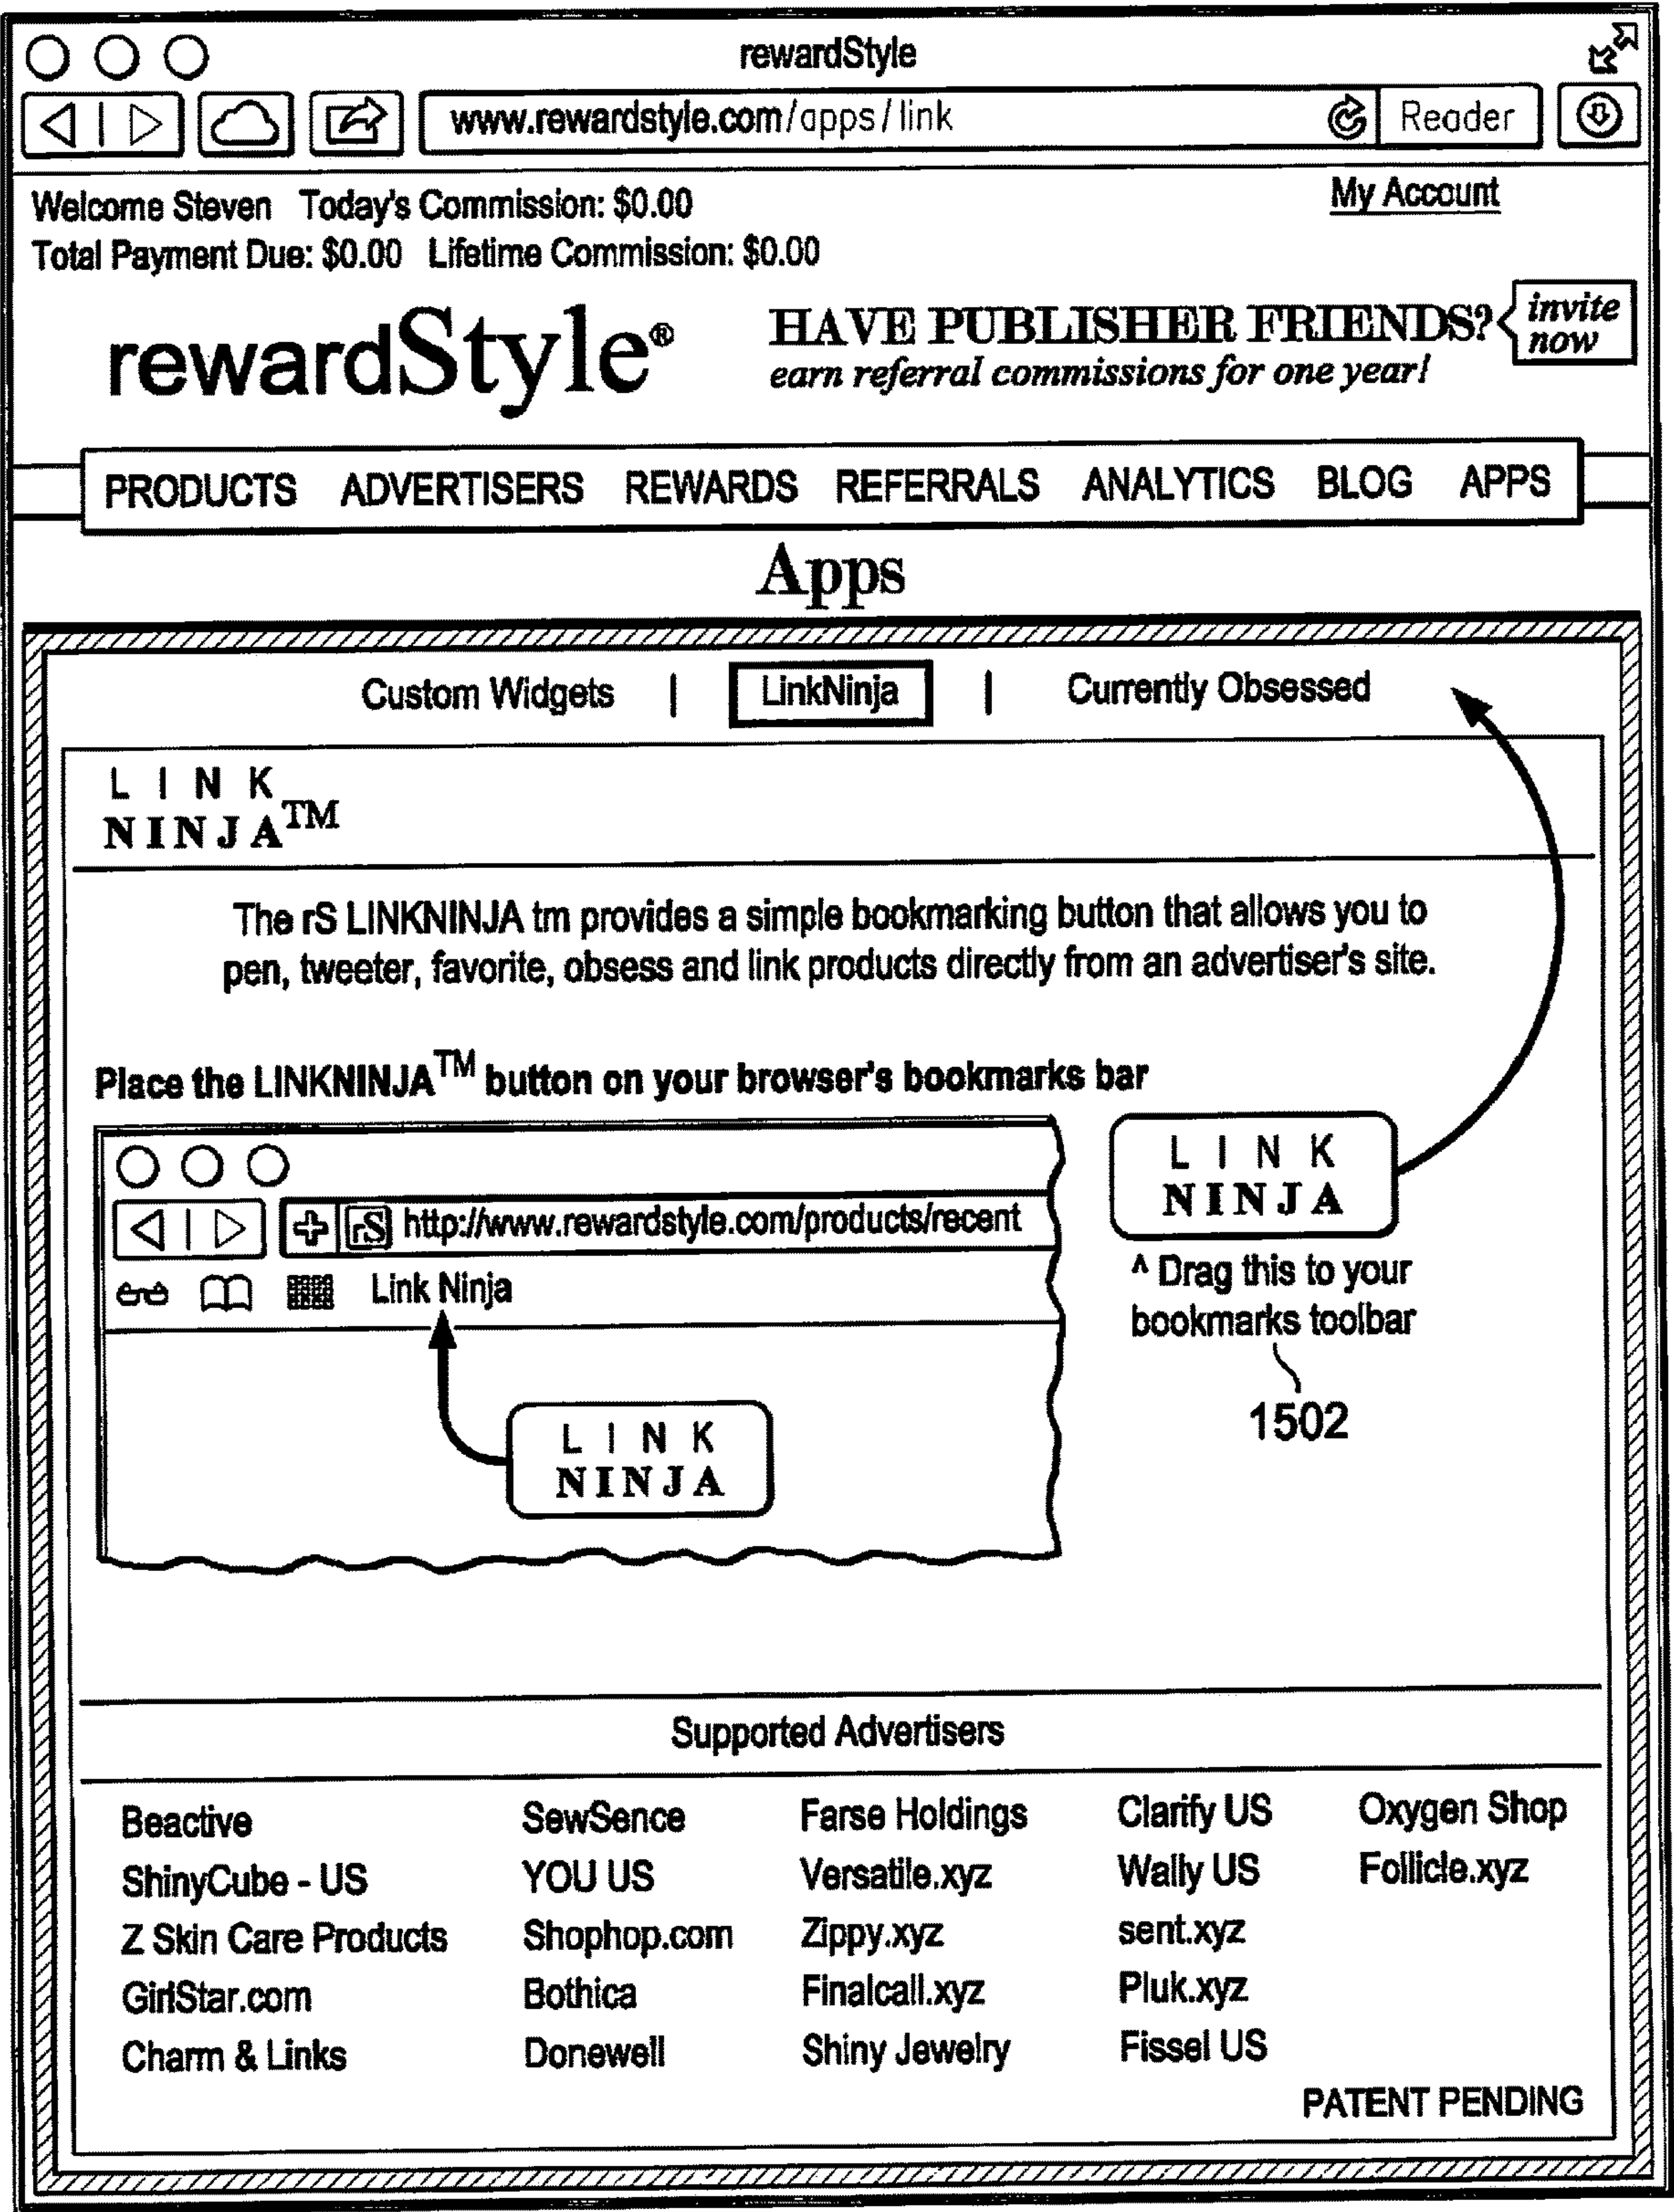 rewardStyle
www.rewardstyle.com/apps/link Reader
Welcome Steven Today's Commission: $0.00 My Account
Total Payment Due: $0.00 Lifetime Commission: $0.00
rewardStyle®
HAVE PUBLISHER FRIENDS?
earn referral commissions for one year!
invite
now
PRODUCTS ADVERTISERS REWARDS REFERRALS ANALYTICS BLOG APPS
Apps
Custom Widgets | LinkNinja | Currently Obsessed
LINK
NINJA™
The rS LINKNINJA tm provides a simple bookmarking button that allows you to
pen, tweeter, favorite, obsess and link products directly from an advertiser's site.
Place the LINKNINJA™ button on your browser's bookmarks bar
rS http://www.rewardstyle.com/products/recent
Link Ninja
LINK
NINJA
LINK
NINJA
^ Drag this to your
bookmarks toolbar
1502
Supported Advertisers
Beactive SewSence Farse Holdings Clarify US Oxygen Shop
ShinyCube - US YOU US Versatile.xyz Wally US Follicle.xyz
Z Skin Care Products Shophop.com Zippy.xyz sent.xyz
GirlStar.com Bothica Finalcall.xyz Pluk.xyz
Charm & Links Donewell Shiny Jewelry Fissel US
PATENT PENDING